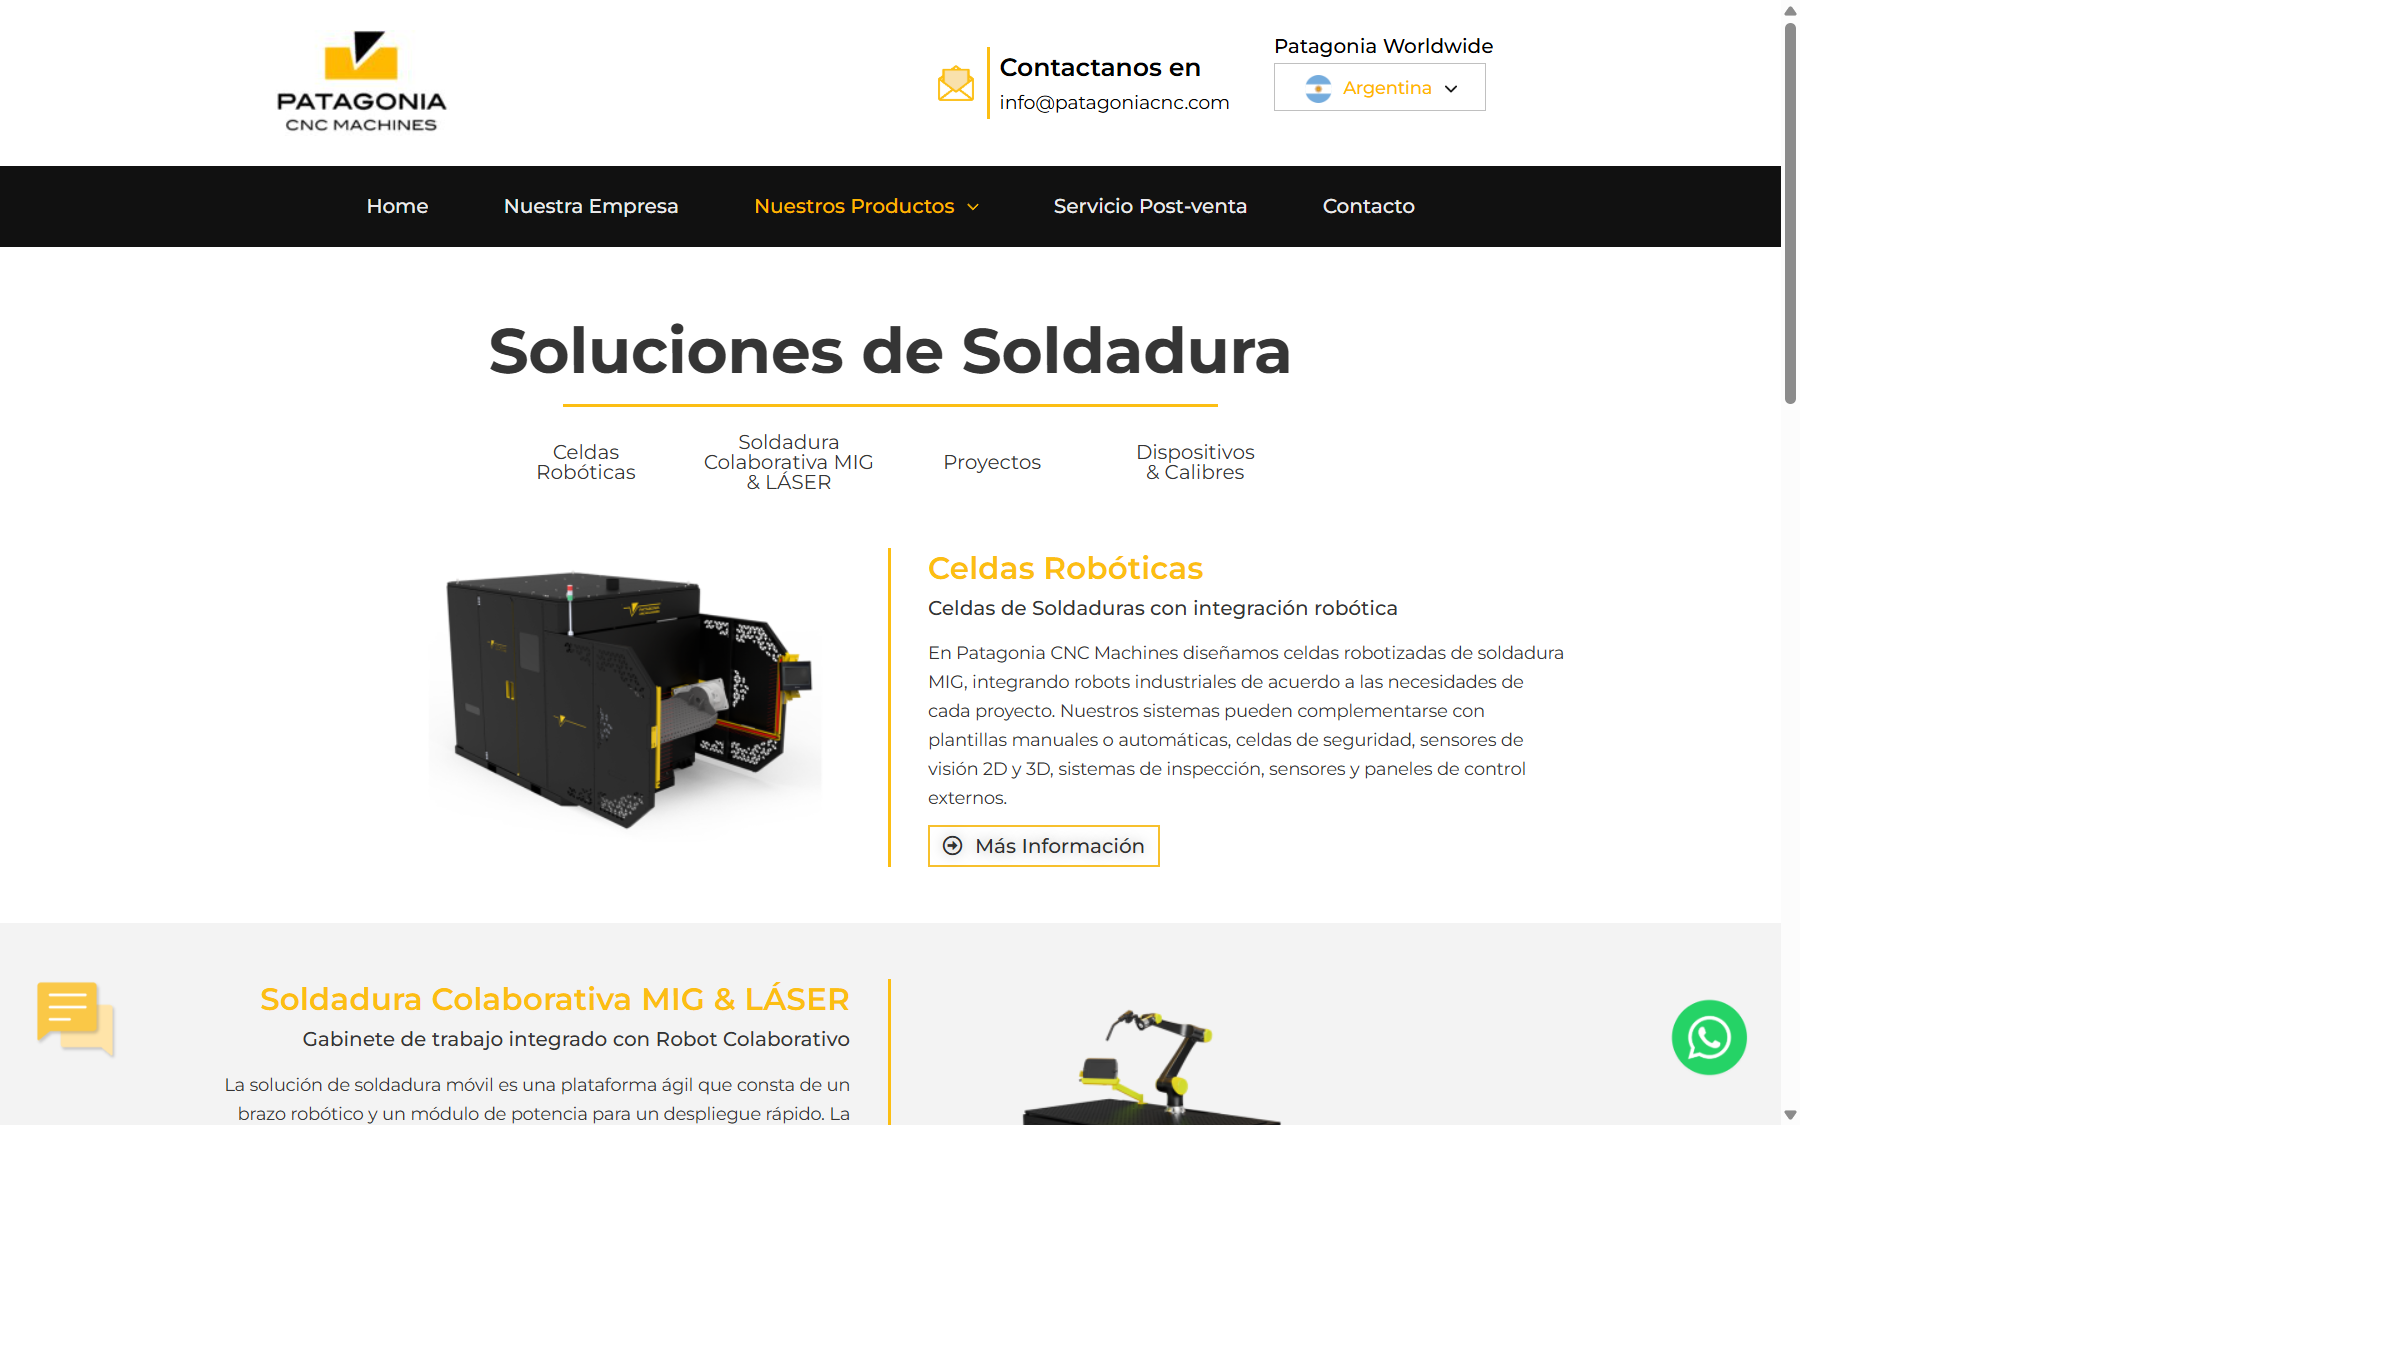 PATAGONIA
CNC MACHINES
Contactanos en
info@patagoniacnc.com
Patagonia Worldwide
Argentina
Home
Nuestra Empresa
Nuestros Productos
Servicio Post-venta
Contacto
Soluciones de Soldadura
Celdas
Robóticas
Soldadura
Colaborativa MIG
& LÁSER
Proyectos
Dispositivos
& Calibres
Celdas Robóticas
Celdas de Soldaduras con integración robótica
En Patagonia CNC Machines diseñamos celdas robotizadas de soldadura
MIG, integrando robots industriales de acuerdo a las necesidades de
cada proyecto. Nuestros sistemas pueden complementarse con
plantillas manuales o automáticas, celdas de seguridad, sensores de
visión 2D y 3D, sistemas de inspección, sensores y paneles de control
externos.
Más Información
Soldadura Colaborativa MIG & LÁSER
Gabinete de trabajo integrado con Robot Colaborativo
La solución de soldadura móvil es una plataforma ágil que consta de un
brazo robótico y un módulo de potencia para un despliegue rápido. La